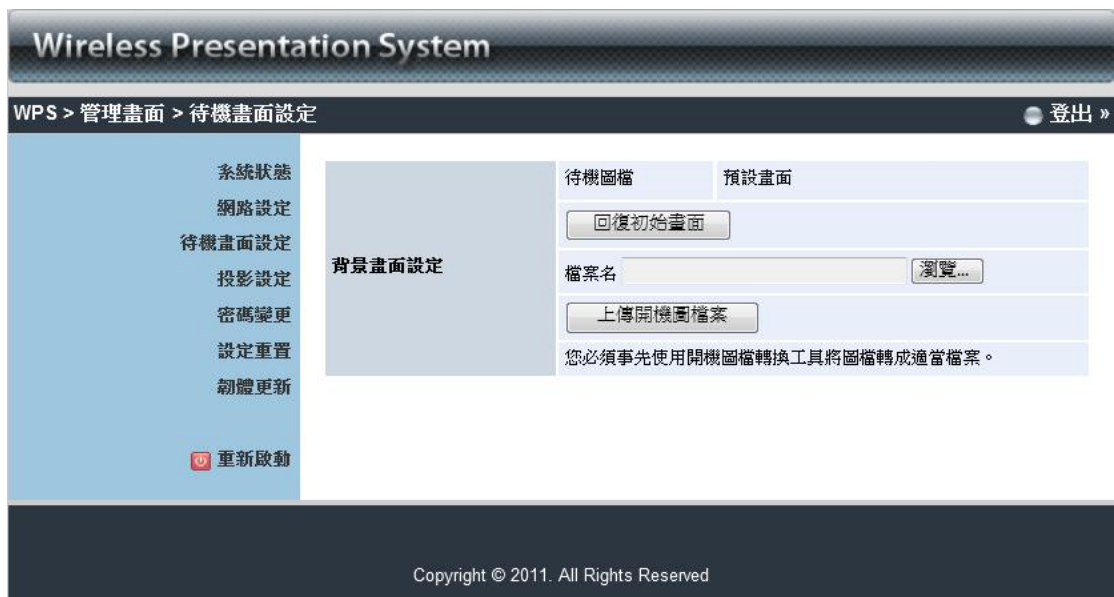 Wireless Presentation System
WPS > 管理畫面 > 待機畫面設定
登出 »
系統狀態
網路設定
待機畫面設定
投影設定
密碼變更
設定重置
韌體更新
重新啟動
背景畫面設定
待機圖檔 預設畫面
回復初始畫面
檔案名 瀏覽...
上傳開機圖檔案
您必須事先使用開機圖檔轉換工具將圖檔轉成適當檔案。
Copyright © 2011. All Rights Reserved